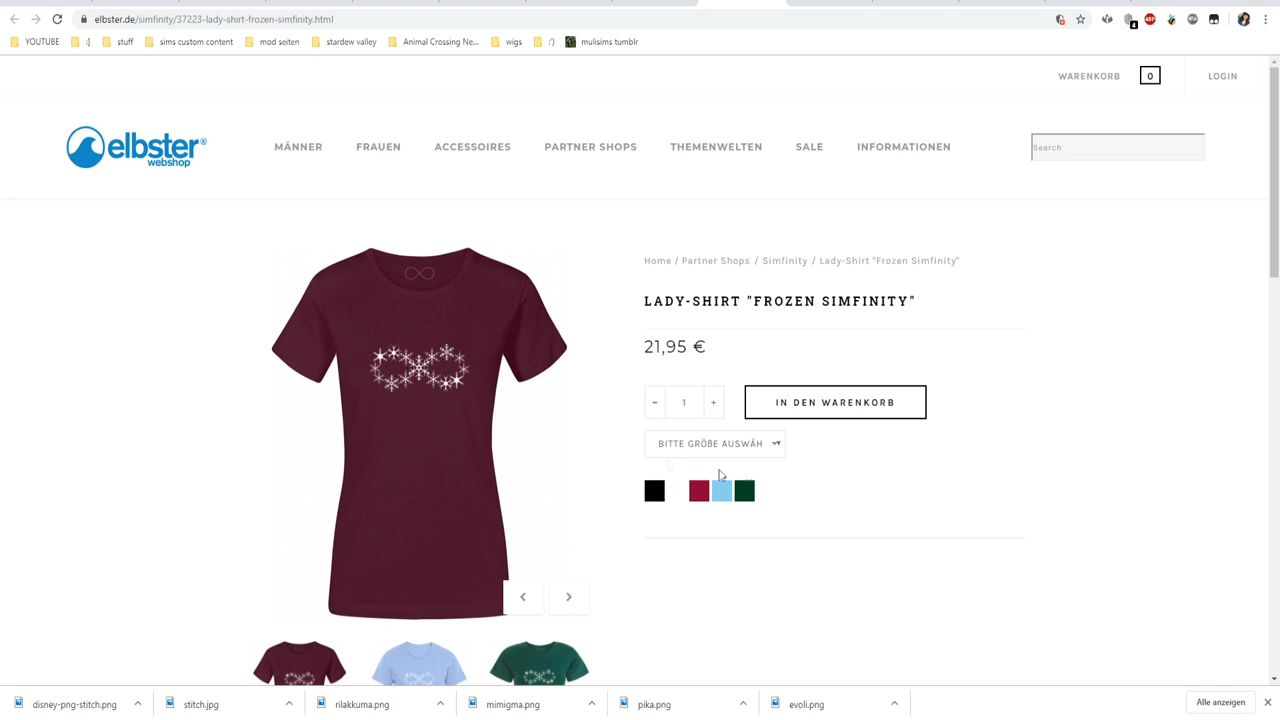 elbster.de/simfinity/37223-lady-shirt-frozen-simfinity.html
YOUTUBE :] stuff sims custom content mod seiten stardew valley Animal Crossing Ne... wigs :') mulisims tumblr
WARENKORB 0 LOGIN
elbster®
webshop
MÄNNER FRAUEN ACCESSOIRES PARTNER SHOPS THEMENWELTEN SALE INFORMATIONEN
Search
Home / Partner Shops / Simfinity / Lady-Shirt "Frozen Simfinity"
LADY-SHIRT "FROZEN SIMFINITY"
21,95 €
- 1 + IN DEN WARENKORB
BITTE GRÖßE AUSWÄH
disney-png-stitch.png stitch.jpg rilakkuma.png mimigma.png pika.png evoli.png Alle anzeigen